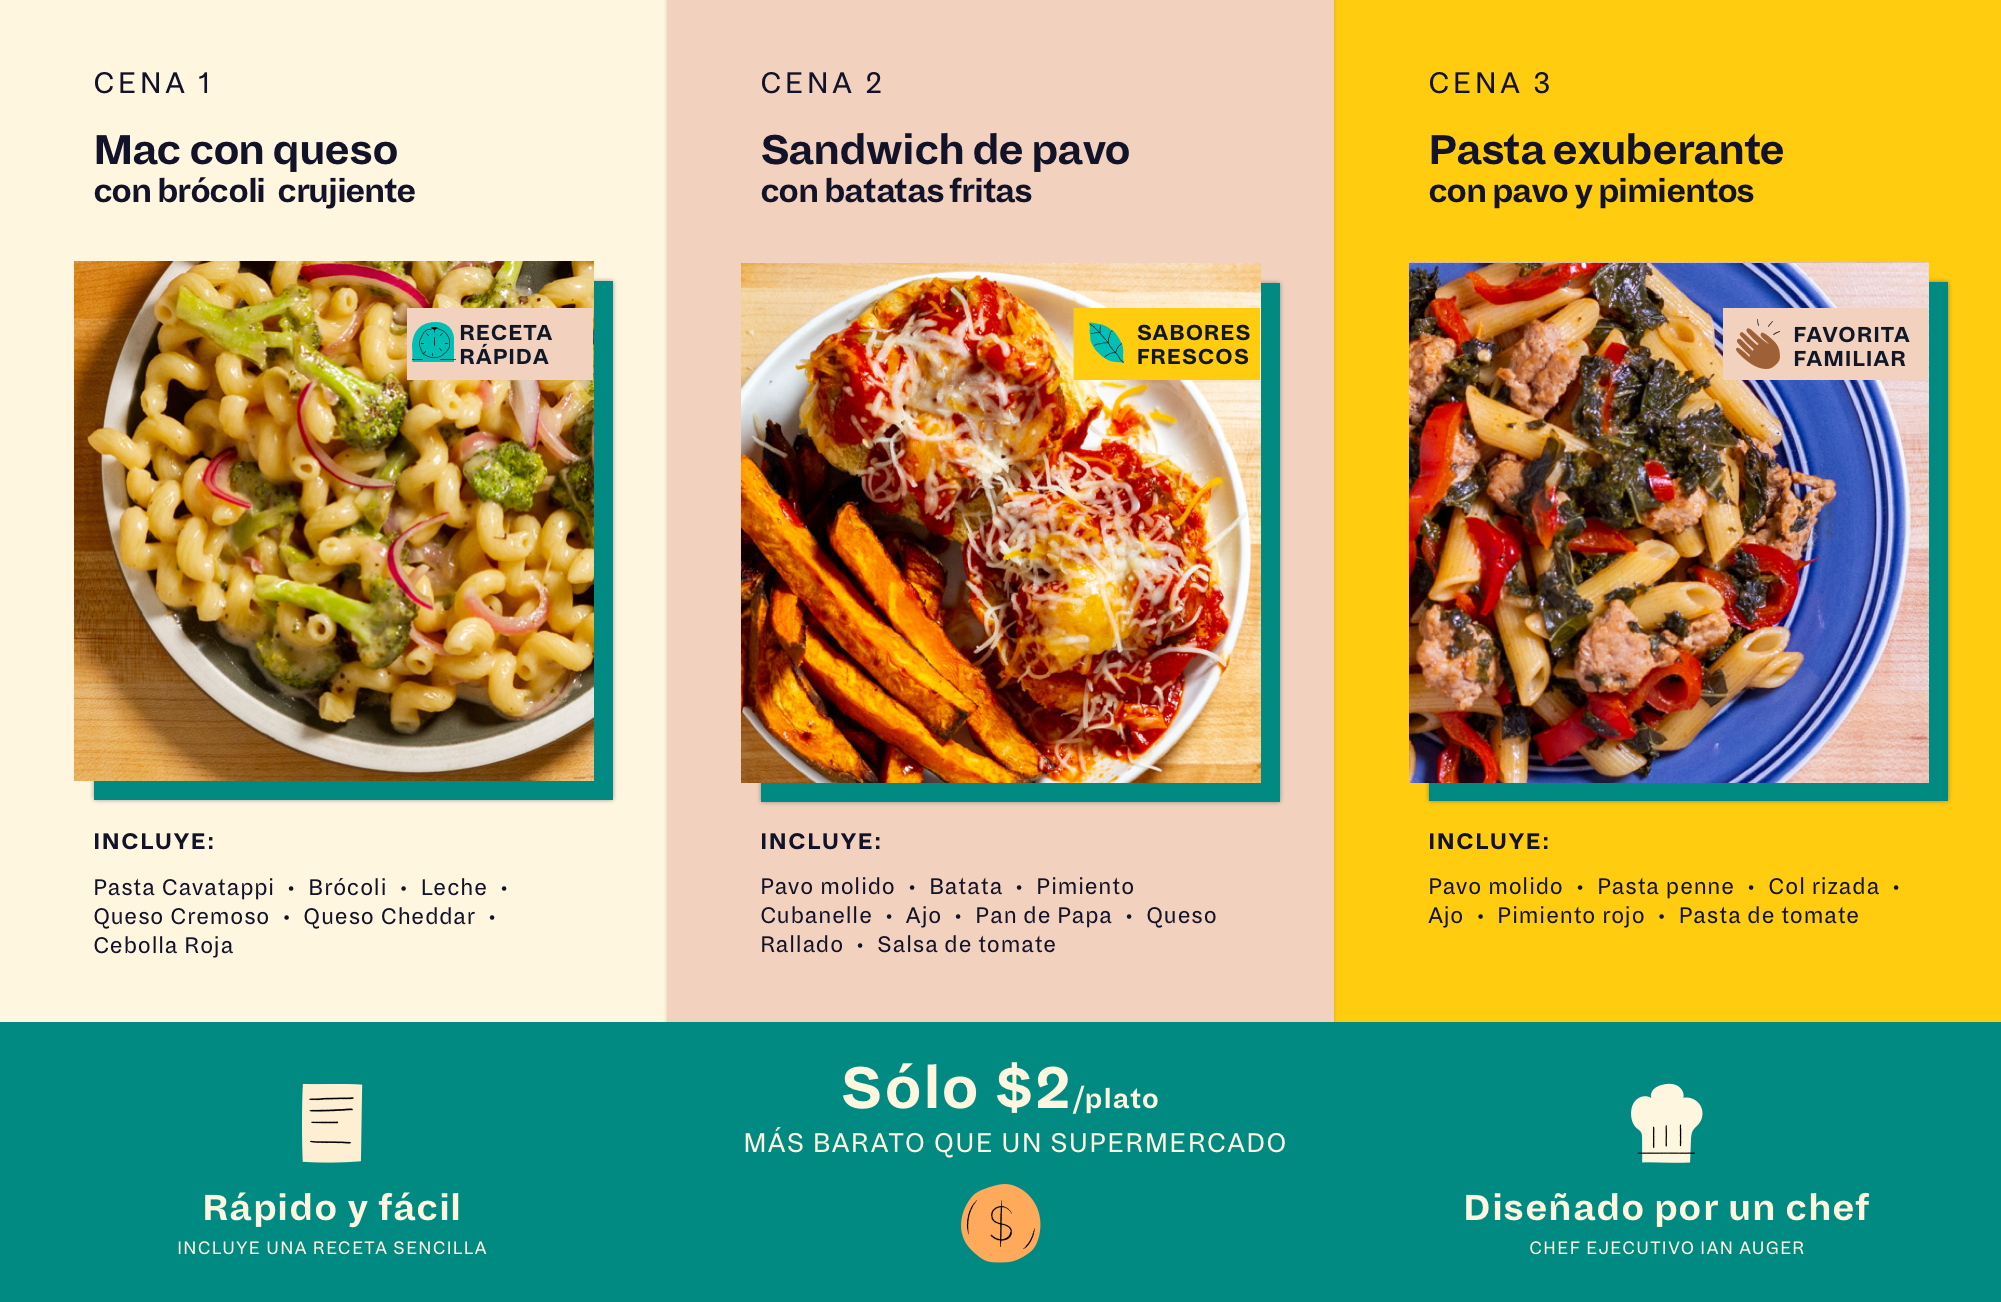 CENA 1
Mac con queso
con brócoli crujiente
RECETA
RÁPIDA
INCLUYE:
Pasta Cavatappi • Brócoli • Leche •
Queso Cremoso • Queso Cheddar •
Cebolla Roja
CENA 2
Sandwich de pavo
con batatas fritas
SABORES
FRESCOS
INCLUYE:
Pavo molido • Batata • Pimiento
Cubanelle • Ajo • Pan de Papa • Queso
Rallado • Salsa de tomate
CENA 3
Pasta exuberante
con pavo y pimientos
FAVORITA
FAMILIAR
INCLUYE:
Pavo molido • Pasta penne • Col rizada •
Ajo • Pimiento rojo • Pasta de tomate
Rápido y fácil
INCLUYE UNA RECETA SENCILLA
Sólo $2/plato
MÁS BARATO QUE UN SUPERMERCADO
$
Diseñado por un chef
CHEF EJECUTIVO IAN AUGER